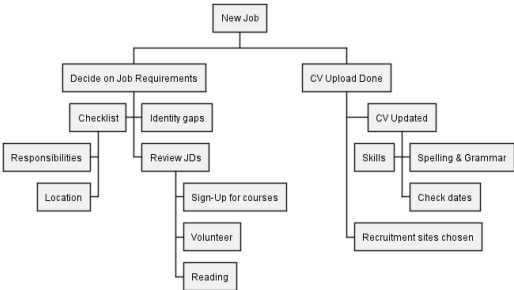 New Job
Decide on Job Requirements
CV Upload Done
Checklist
Identity gaps
CV Updated
Responsibilities
Review JDs
Skills
Spelling & Grammar
Location
Sign-Up for courses
Check dates
Volunteer
Recruitment sites chosen
Reading